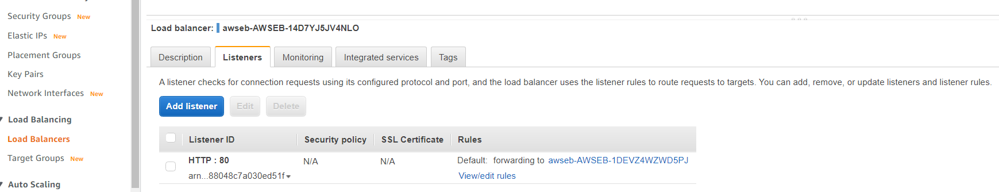 Security Groups New
Elastic IPs New
Placement Groups
Key Pairs
Network Interfaces New
Load Balancing
Load Balancers
Target Groups New
Auto Scaling
Load balancer: awseb-AWSEB-14D7YJ5JV4NLO
Description Listeners Monitoring Integrated services Tags
A listener checks for connection requests using its configured protocol and port, and the load balancer uses the listener rules to route requests to targets. You can add, remove, or update listeners and listener rules.
Add listener Edit Delete
Listener ID Security policy SSL Certificate Rules
HTTP : 80 N/A N/A Default: forwarding to awseb-AWSEB-1DEVZ4WZWD5PJ
arn...88048c7a030ed51f View/edit rules